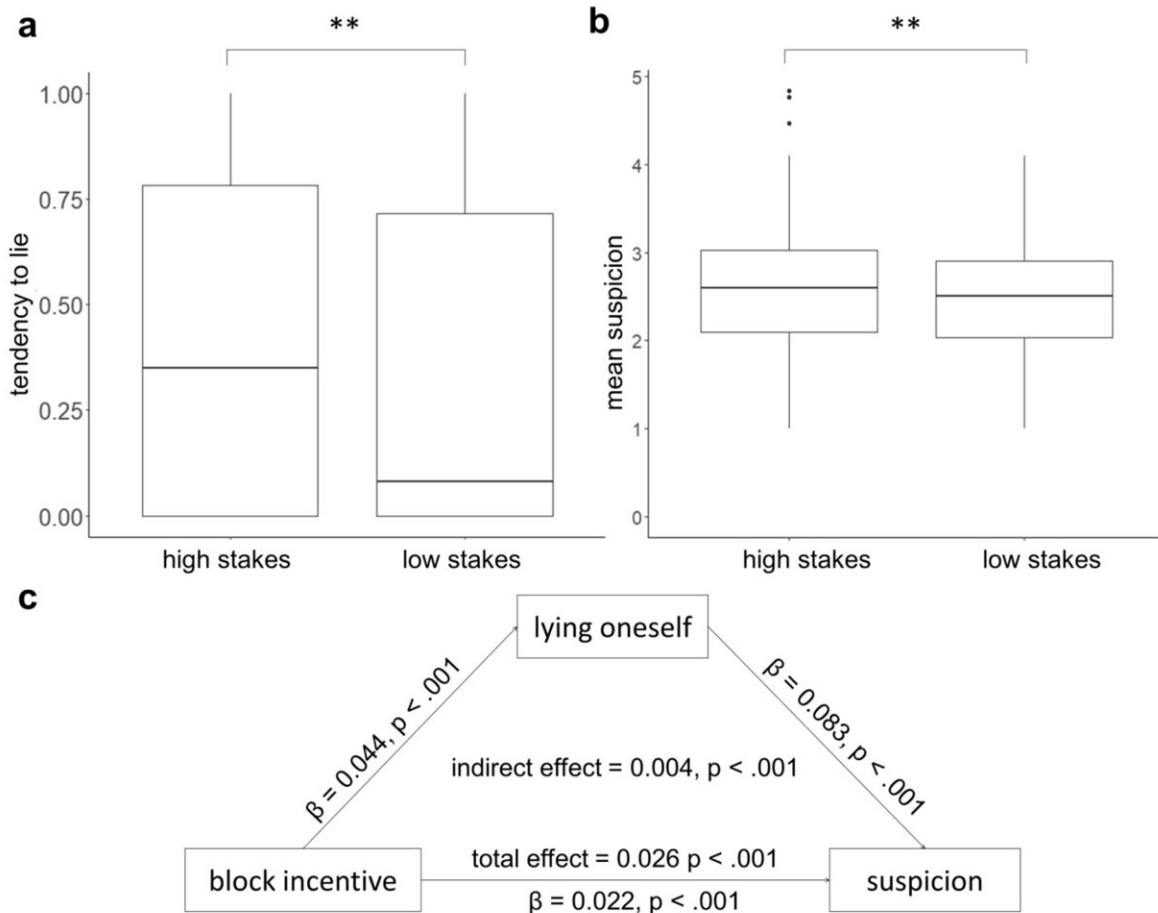 a
**
tendency to lie
1.00
0.75
0.50
0.25
0.00
high stakes
low stakes
b
**
mean suspicion
5
4
3
2
1
0
high stakes
low stakes
c
lying oneself
β = 0.044, p < .001
β = 0.083, p < .001
indirect effect = 0.004, p < .001
block incentive
total effect = 0.026 p < .001
β = 0.022, p < .001
suspicion